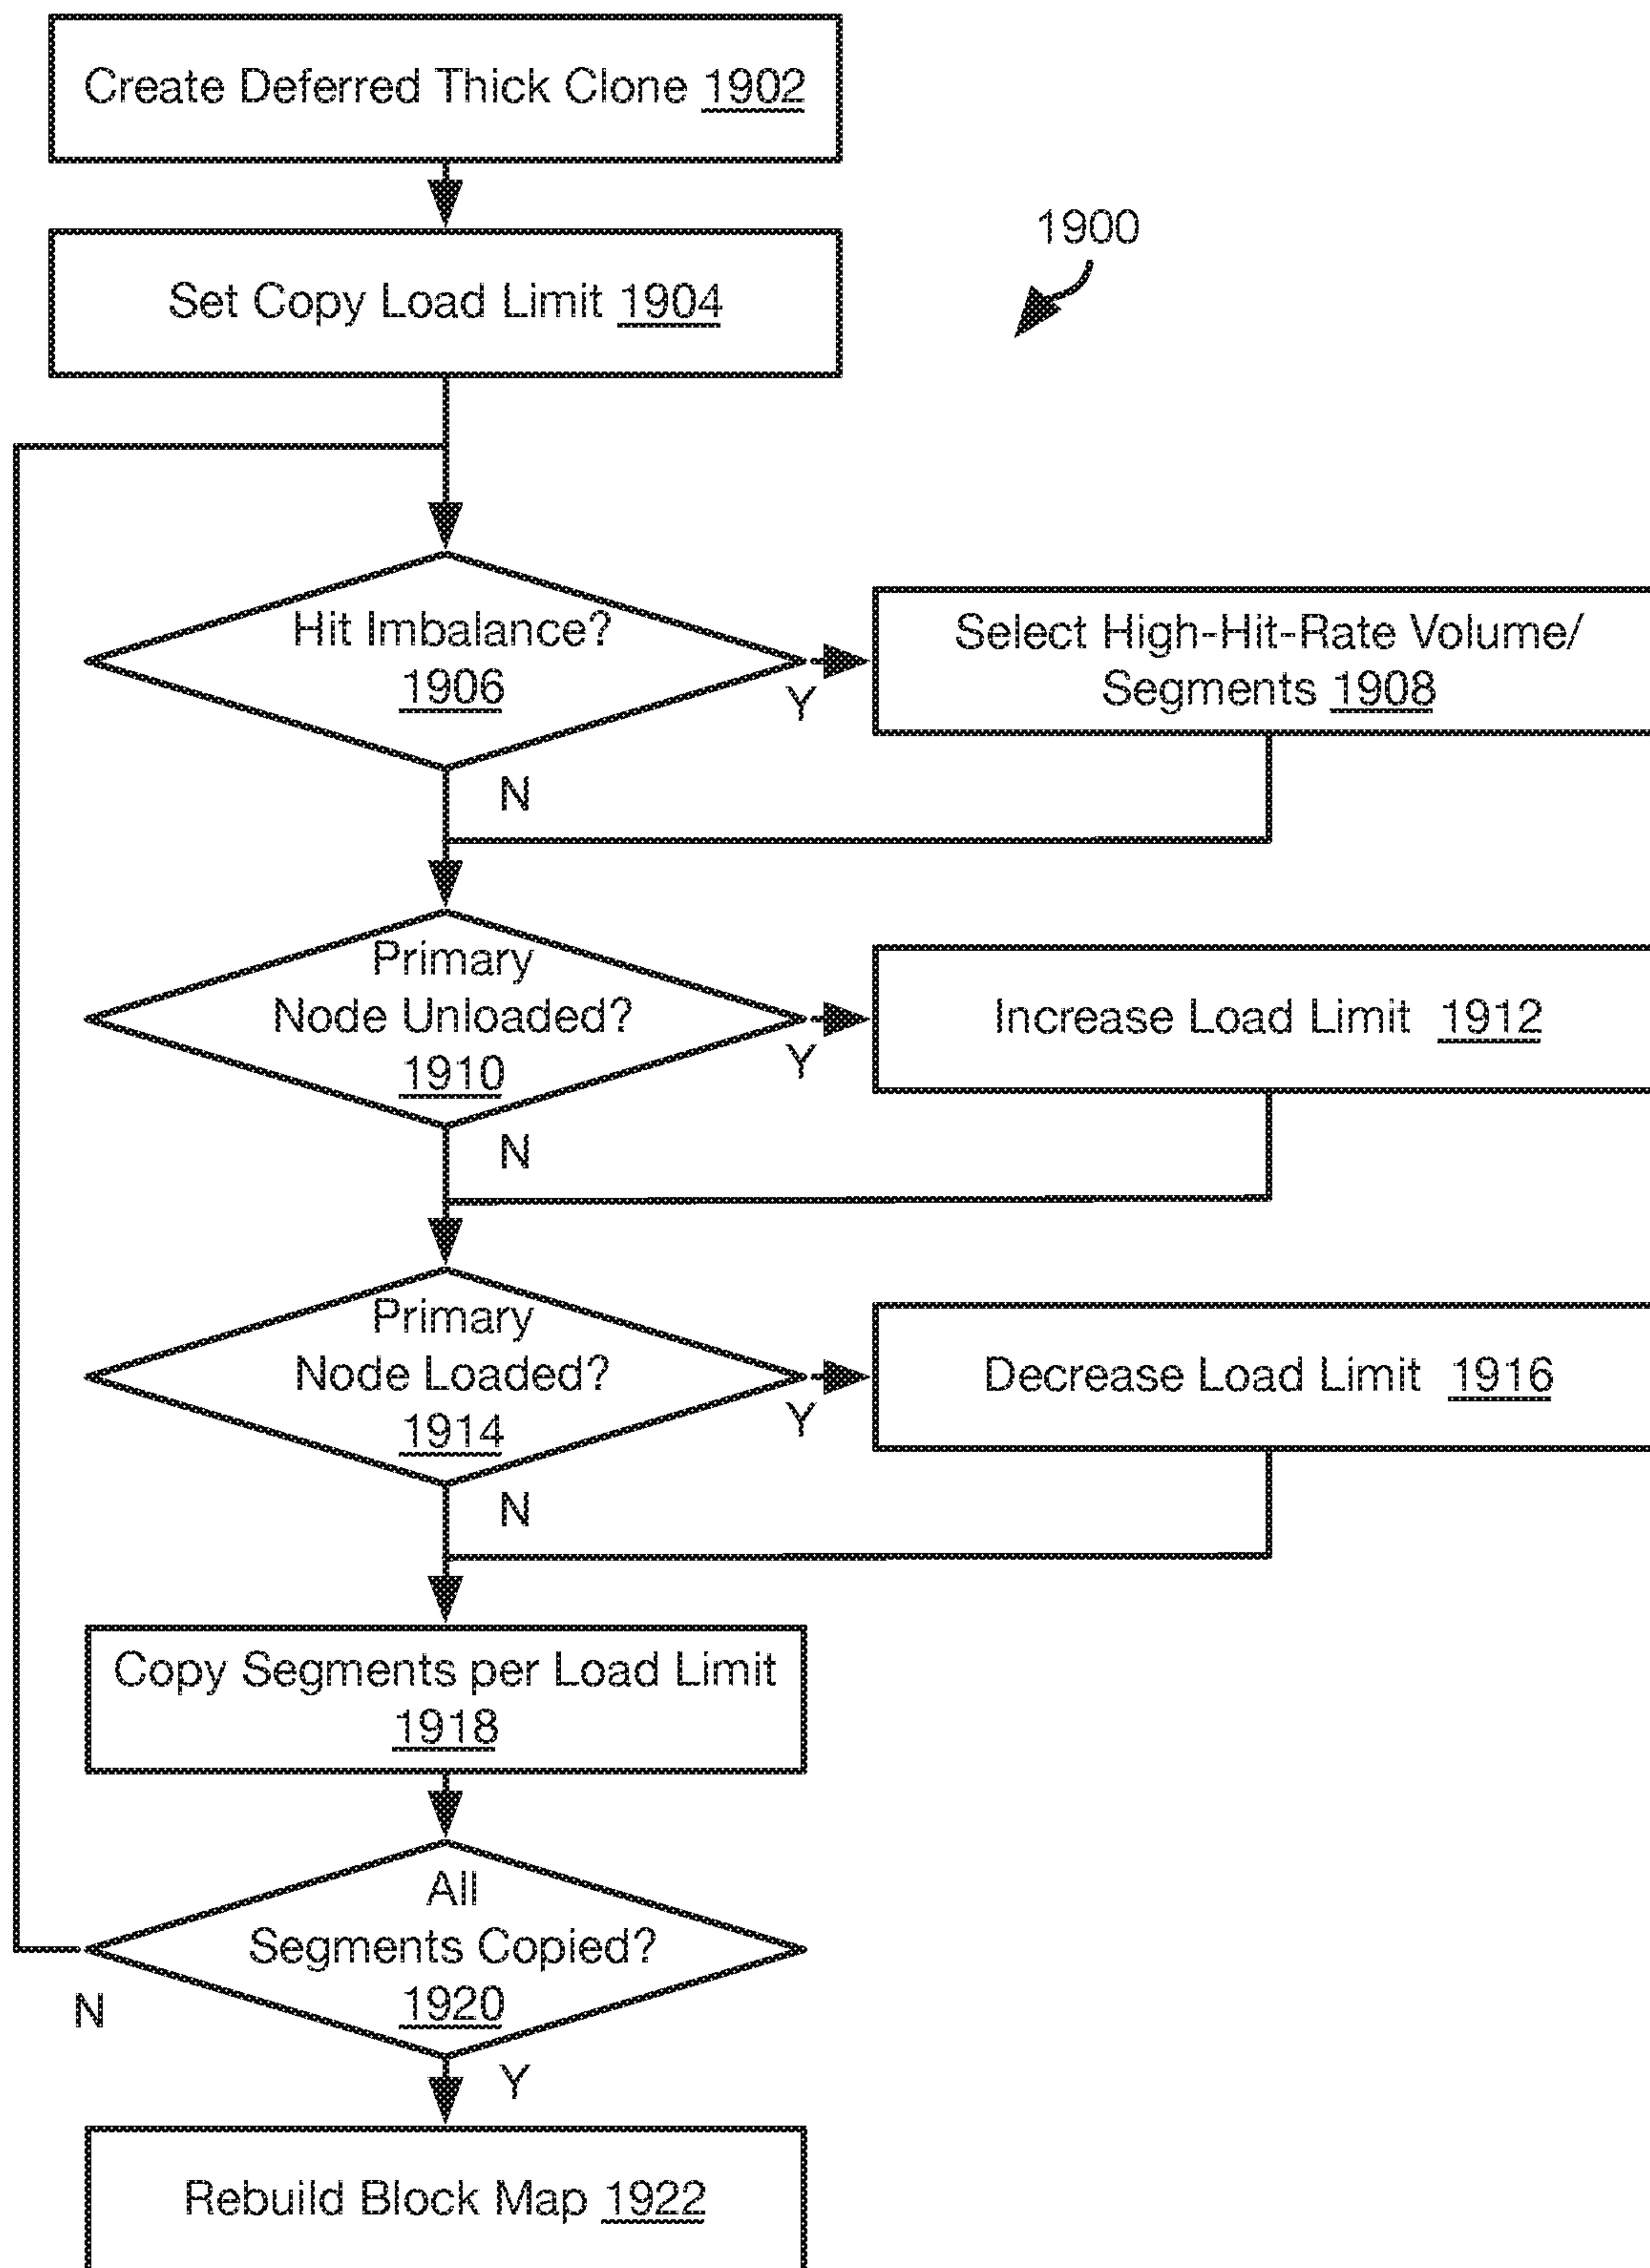 Create Deferred Thick Clone 1902
1900
Set Copy Load Limit 1904
Hit Imbalance?
1906
Y
N
Select High-Hit-Rate Volume/
Segments 1908
Primary
Node Unloaded?
1910
Y
N
Increase Load Limit 1912
Primary
Node Loaded?
1914
Y
N
Decrease Load Limit 1916
Copy Segments per Load Limit
1918
All
Segments Copied?
1920
N
Y
Rebuild Block Map 1922